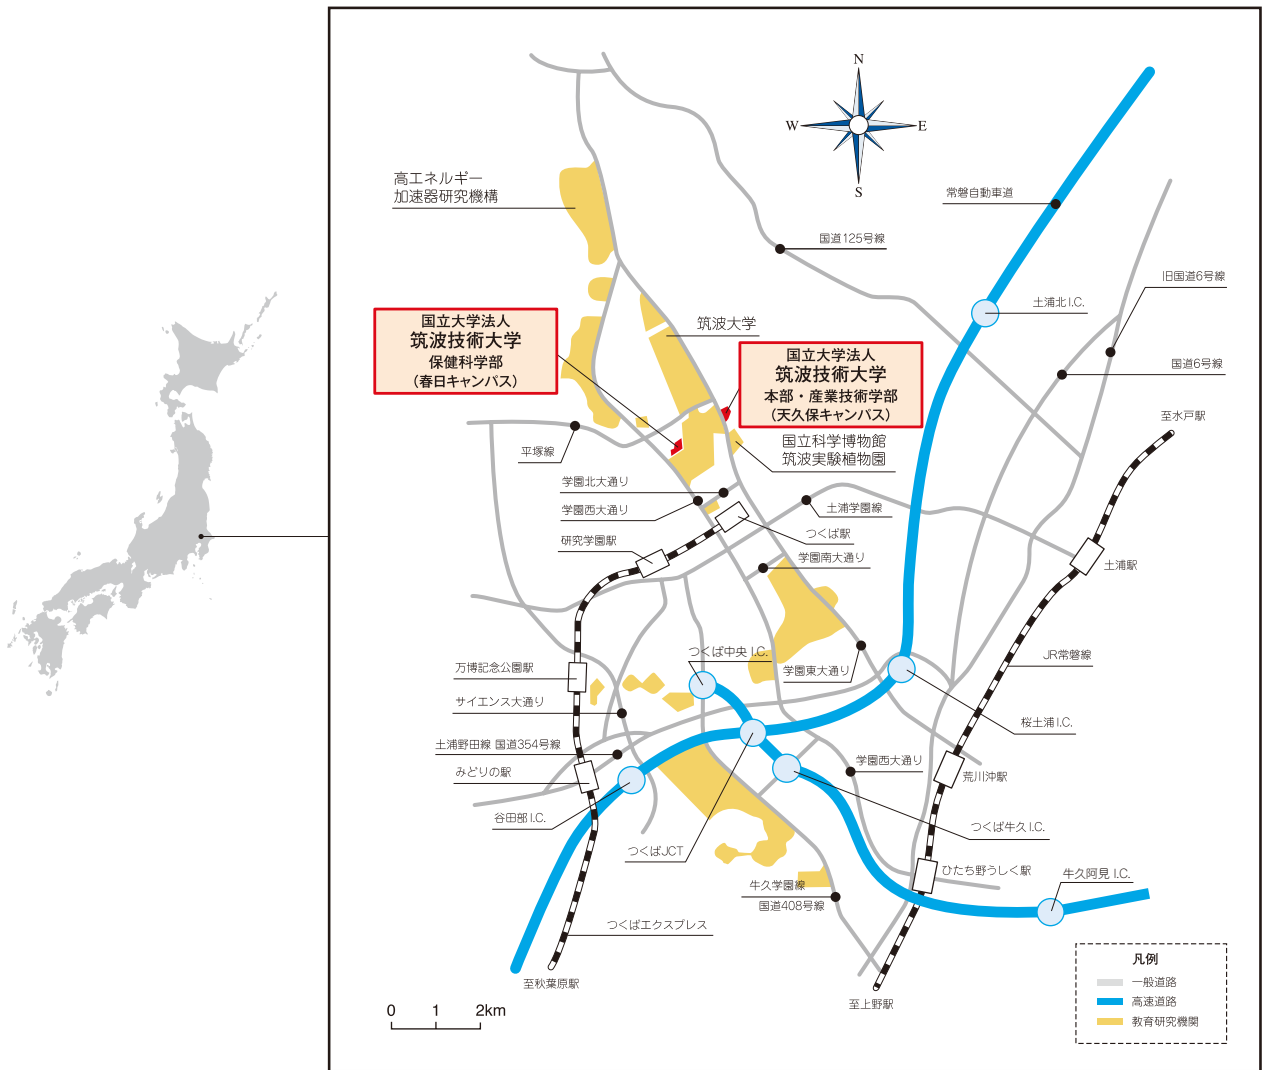 N
W
E
S
高エネルギー
加速器研究機構
常磐自動車道
国道125号線
旧国道6号線
土浦北I.C.
国立大学法人
筑波技術大学
保健科学部
（春日キャンパス）
筑波大学
国立大学法人
筑波技術大学
本部・産業技術学部
（天久保キャンパス）
国道6号線
至水戸駅
平塚線
国立科学博物館
筑波実験植物園
学園北大通り
学園西大通り
土浦学園線
つくば駅
研究学園駅
学園南大通り
土浦駅
つくば中央 I.C.
学園東大通り
JR常磐線
万博記念公園駅
サイエンス大通り
桜土浦 I.C.
土浦野田線 国道354号線
みどりの駅
学園西大通り
荒川沖駅
谷田部 I.C.
つくば牛久 I.C.
つくばJCT
牛久学園線
国道408号線
ひたち野うしく駅
牛久阿見 I.C.
つくばエクスプレス
至秋葉原駅
至上野駅
0 1 2km
凡例
一般道路
高速道路
教育研究機関